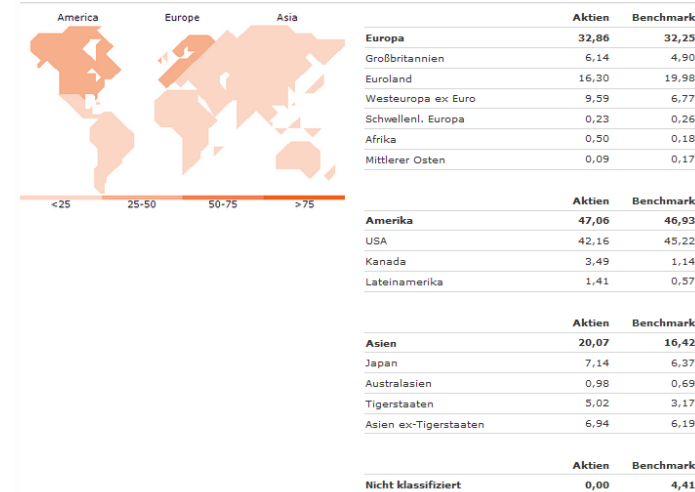 America Europe Asia
<25 25-50 50-75 >75
Aktien Benchmark
Europa 32,86 32,25
Großbritannien 6,14 4,90
Euroland 16,30 19,98
Westeuropa ex Euro 9,59 6,77
Schwellenl. Europa 0,23 0,26
Afrika 0,50 0,18
Mittlerer Osten 0,09 0,17
Aktien Benchmark
Amerika 47,06 46,93
USA 42,16 45,22
Kanada 3,49 1,14
Lateinamerika 1,41 0,57
Aktien Benchmark
Asien 20,07 16,42
Japan 7,14 6,37
Australasien 0,98 0,69
Tigerstaaten 5,02 3,17
Asien ex-Tigerstaaten 6,94 6,19
Aktien Benchmark
Nicht klassifiziert 0,00 4,41